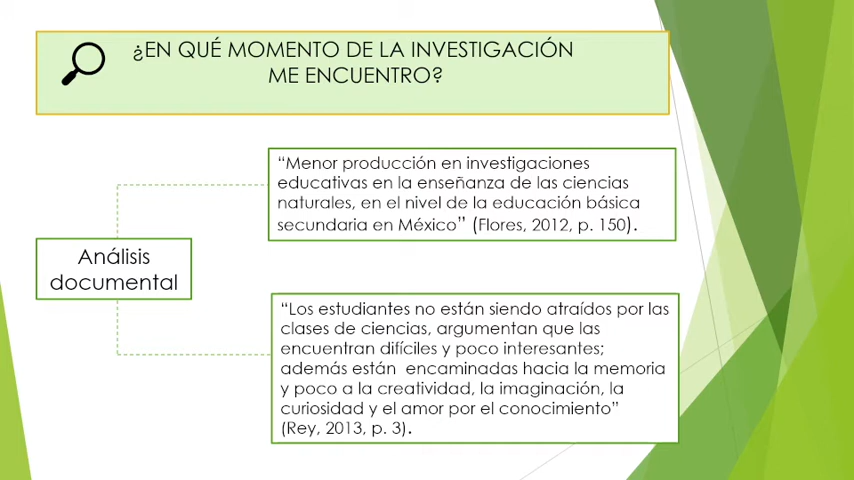 ¿EN QUÉ MOMENTO DE LA INVESTIGACIÓN
ME ENCUENTRO?
“Menor producción en investigaciones
educativas en la enseñanza de las ciencias
naturales, en el nivel de la educación básica
secundaria en México” (Flores, 2012, p. 150).
Análisis
documental
“Los estudiantes no están siendo atraídos por las
clases de ciencias, argumentan que las
encuentran difíciles y poco interesantes;
además están encaminadas hacia la memoria
y poco a la creatividad, la imaginación, la
curiosidad y el amor por el conocimiento”
(Rey, 2013, p. 3).